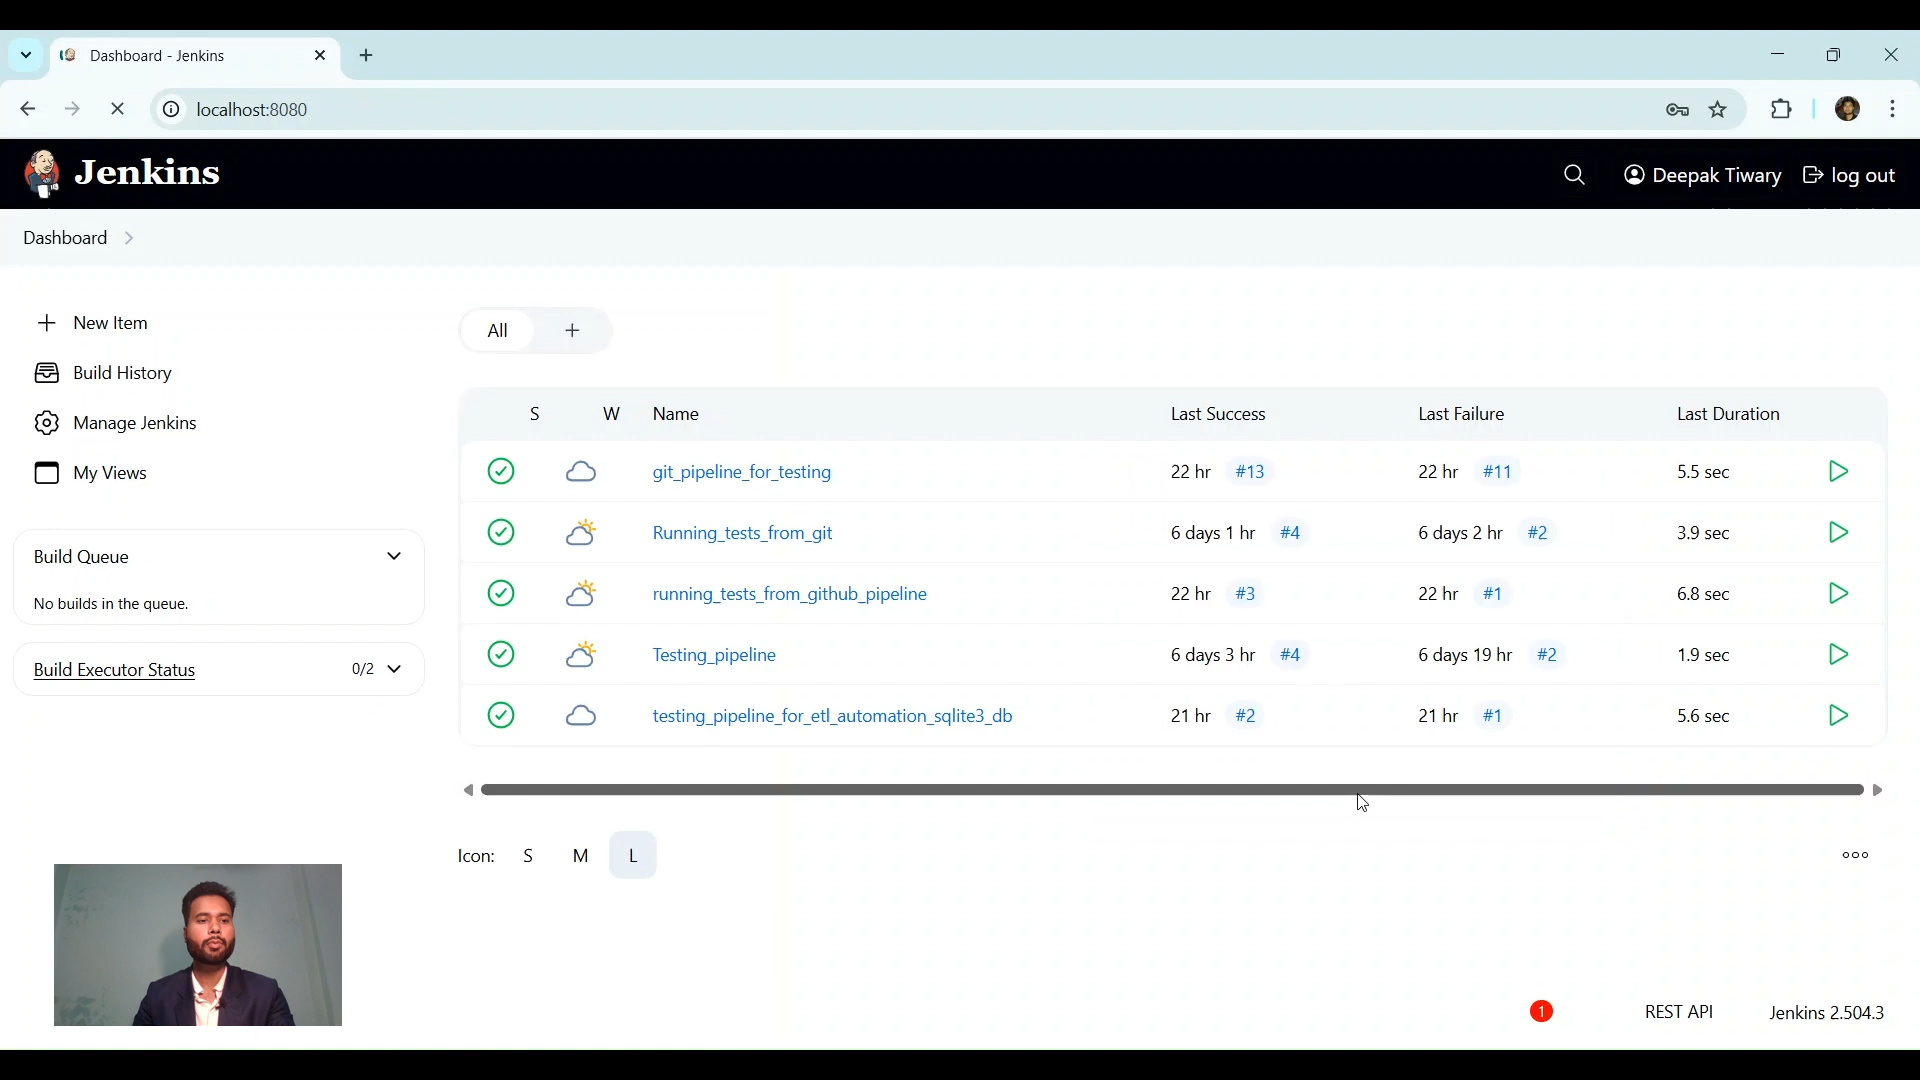 Dashboard - Jenkins
localhost:8080
Jenkins
Deepak Tiwary
log out
Dashboard
New Item
Build History
Manage Jenkins
My Views
Build Queue
No builds in the queue.
Build Executor Status 0/2
All +
S W Name Last Success Last Failure Last Duration
git_pipeline_for_testing 22 hr #13 22 hr #11 5.5 sec
Running_tests_from_git 6 days 1 hr #4 6 days 2 hr #2 3.9 sec
running_tests_from_github_pipeline 22 hr #3 22 hr #1 6.8 sec
Testing_pipeline 6 days 3 hr #4 6 days 19 hr #2 1.9 sec
testing_pipeline_for_etl_automation_sqlite3_db 21 hr #2 21 hr #1 5.6 sec
Icon: S M L
1 REST API Jenkins 2.504.3